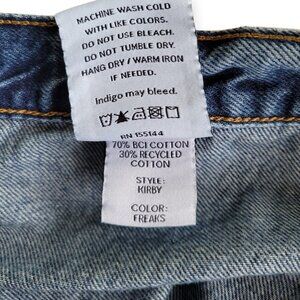 MACHINE WASH COLD
WITH LIKE COLORS.
DO NOT USE BLEACH.
DO NOT TUMBLE DRY.
HANG DRY / WARM IRON
IF NEEDED.
Indigo may bleed.
RN 155144
70% BCI COTTON
30% RECYCLED
COTTON
STYLE:
KIRBY
COLOR:
FREAKS